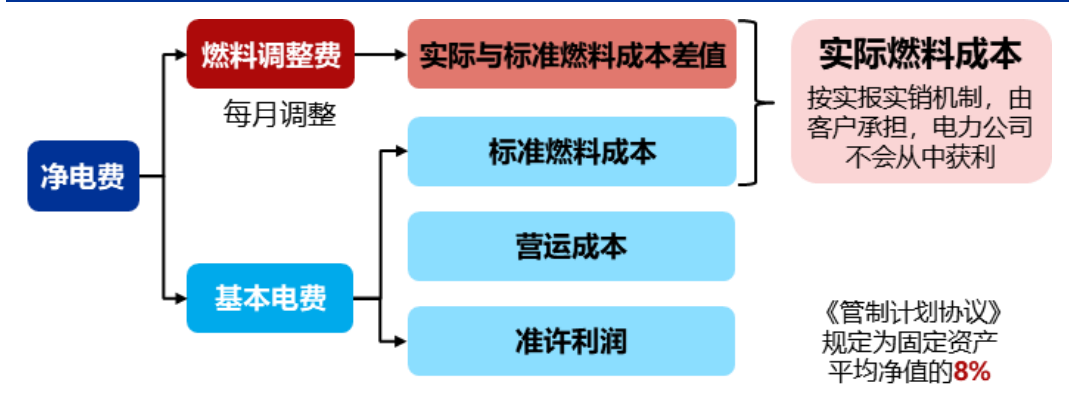 净电费
燃料调整费
每月调整
基本电费
实际与标准燃料成本差值
标准燃料成本
营运成本
准许利润
实际燃料成本
按实报实销机制，由
客户承担，电力公司
不会从中获利
《管制计划协议》
规定为固定资产
平均净值的8%